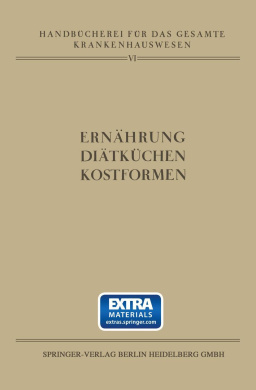 HANDBÜCHEREI FÜR DAS GESAMTE
KRANKENHAUSWESEN
VI
ERNÄHRUNG
DIÄTKÜCHEN
KOSTFORMEN
EXTRA
MATERIALS
extras.springer.com
SPRINGER-VERLAG BERLIN HEIDELBERG GMBH